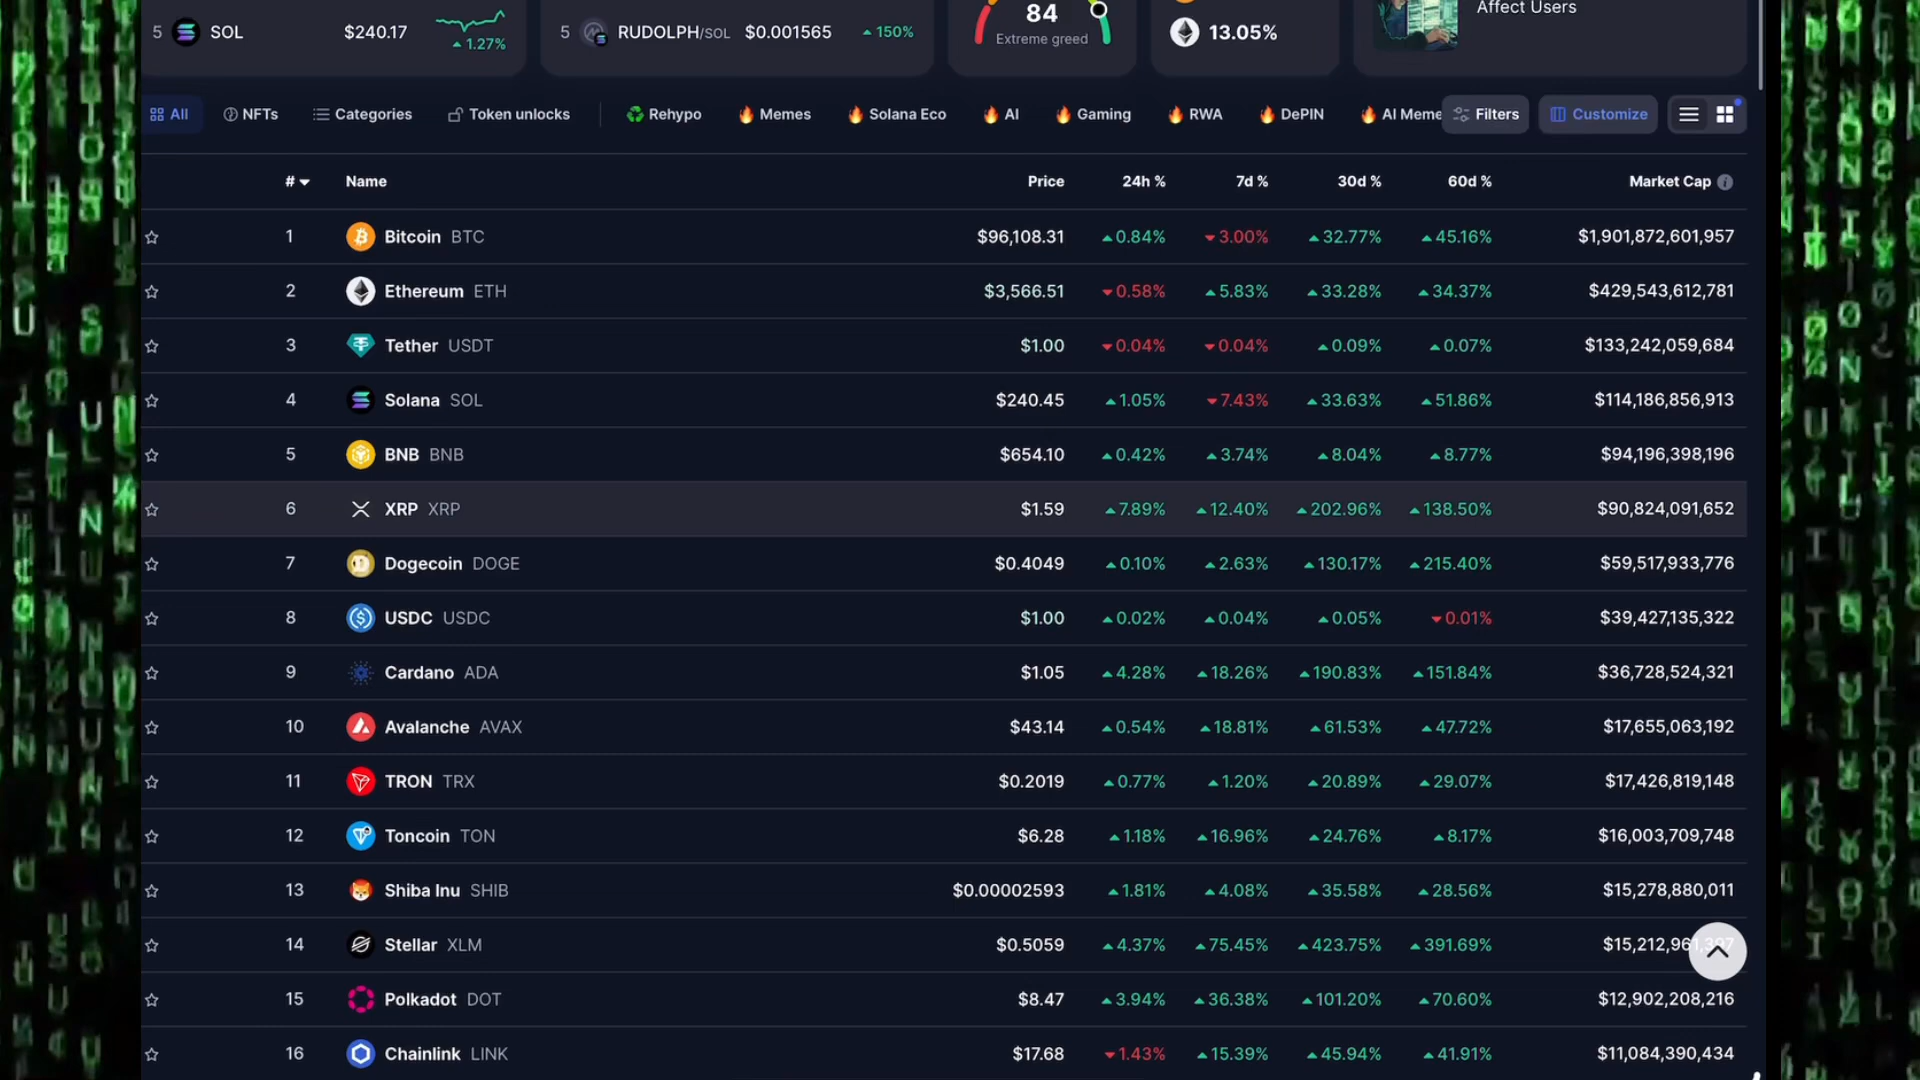 Affect Users
5 SOL $240.17 1.27%
5 RUDOLPH/SOL $0.001565 150%
84
Extreme greed
13.05%
All NFTs Categories Token unlocks Rehypo Memes Solana Eco AI Gaming RWA DePIN AI Meme Filters Customize
# Name Price 24h % 7d % 30d % 60d % Market Cap
1 Bitcoin BTC $96,108.31 0.84% 3.00% 32.77% 45.16% $1,901,872,601,957
2 Ethereum ETH $3,566.51 0.58% 5.83% 33.28% 34.37% $429,543,612,781
3 Tether USDT $1.00 0.04% 0.04% 0.09% 0.07% $133,242,059,684
4 Solana SOL $240.45 1.05% 7.43% 33.63% 51.86% $114,186,856,913
5 BNB BNB $654.10 0.42% 3.74% 8.04% 8.77% $94,196,398,196
6 XRP XRP $1.59 7.89% 12.40% 202.96% 138.50% $90,824,091,652
7 Dogecoin DOGE $0.4049 0.10% 2.63% 130.17% 215.40% $59,517,933,776
8 USDC USDC $1.00 0.02% 0.04% 0.05% 0.01% $39,427,135,322
9 Cardano ADA $1.05 4.28% 18.26% 190.83% 151.84% $36,728,524,321
10 Avalanche AVAX $43.14 0.54% 18.81% 61.53% 47.72% $17,655,063,192
11 TRON TRX $0.2019 0.77% 1.20% 20.89% 29.07% $17,426,819,148
12 Toncoin TON $6.28 1.18% 16.96% 24.76% 8.17% $16,003,709,748
13 Shiba Inu SHIB $0.00002593 1.81% 4.08% 35.58% 28.56% $15,278,880,011
14 Stellar XLM $0.5059 4.37% 75.45% 423.75% 391.69%
15 Polkadot DOT $8.47 3.94% 36.38% 101.20% 70.60% $12,902,208,216
16 Chainlink LINK $17.68 1.43% 15.39% 45.94% 41.91% $11,084,390,434